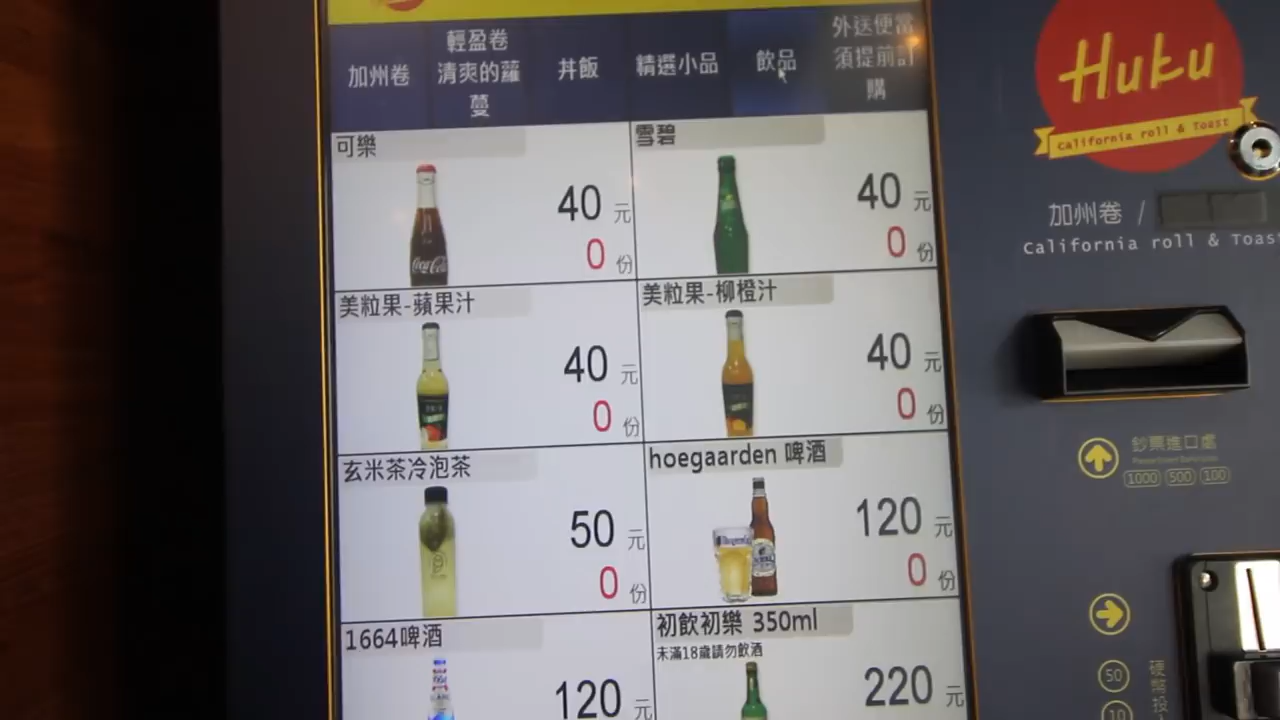 加州卷
輕盈卷
清爽的蘿
蔓
丼飯
精選小品
飲品
外送便當
須提前訂
購
可樂
40 元
0 份
雪碧
40 元
0 份
美粒果-蘋果汁
40 元
0 份
美粒果-柳橙汁
40 元
0 份
玄米茶冷泡茶
50 元
0 份
hoegaarden 啤酒
120 元
0 份
1664啤酒
120 元
初飲初樂 350ml
未滿18歲請勿飲酒
220 元
Coca-Cola
Huku
California roll & Toast
加州卷 /
California roll & Toas
鈔票進口處
1000 500 100
50
10
硬
幣
投